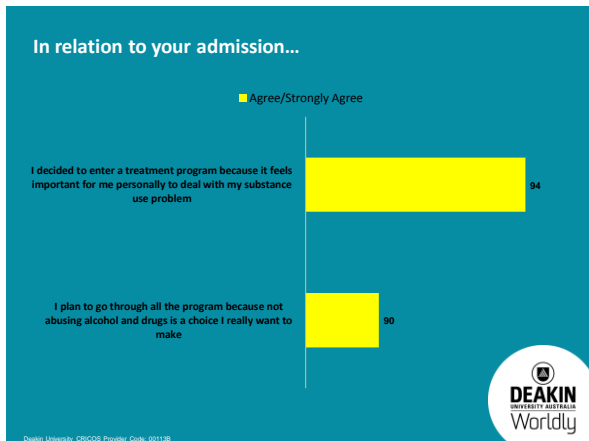 In relation to your admission…
Agree/Strongly Agree
I decided to enter a treatment program because it feels
important for me personally to deal with my substance
use problem
94
I plan to go through all the program because not
abusing alcohol and drugs is a choice I really want to
make
90
DEAKIN
UNIVERSITY AUSTRALIA
Worldly
Deakin University CRICOS Provider Code: 00113B